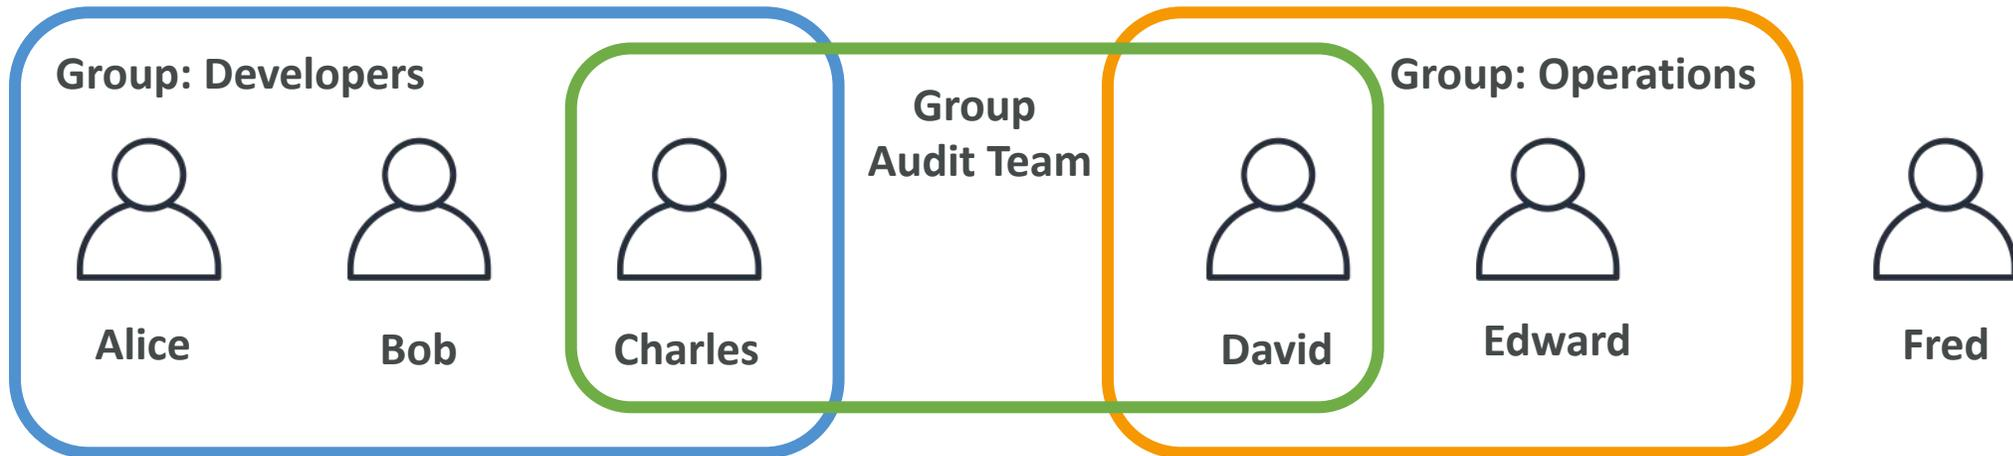 Group: Developers
Group
Audit Team
Group: Operations
Alice
Bob
Charles
David
Edward
Fred